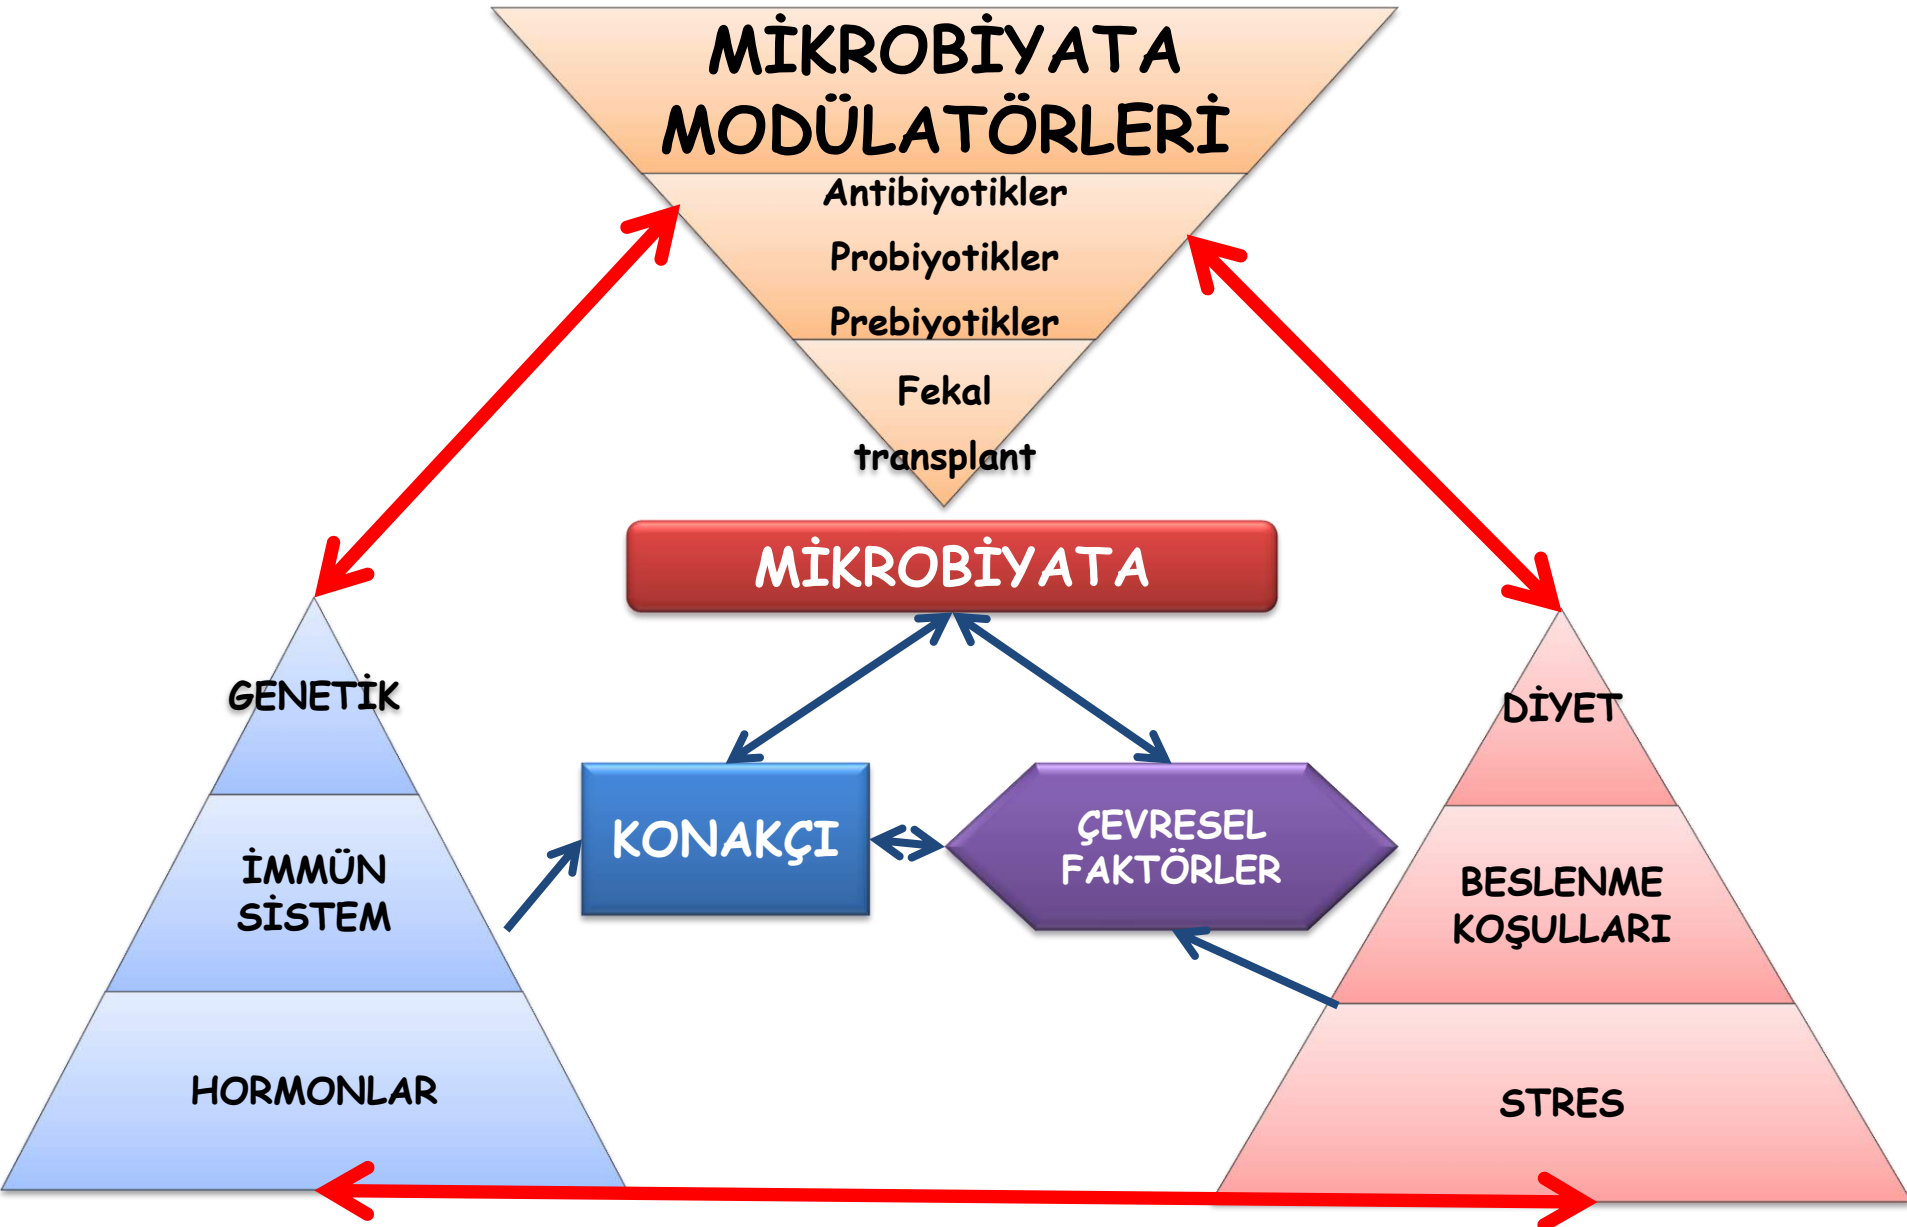 MİKROBİYATA
MODÜLATÖRLERİ
Antibiyotikler
Probiyotikler
Prebiyotikler
Fekal
transplant
MİKROBİYATA
GENETİK
DİYET
KONAKÇI
ÇEVRESEL
FAKTÖRLER
İMMÜN
SİSTEM
BESLENME
KOŞULLARI
HORMONLAR
STRES